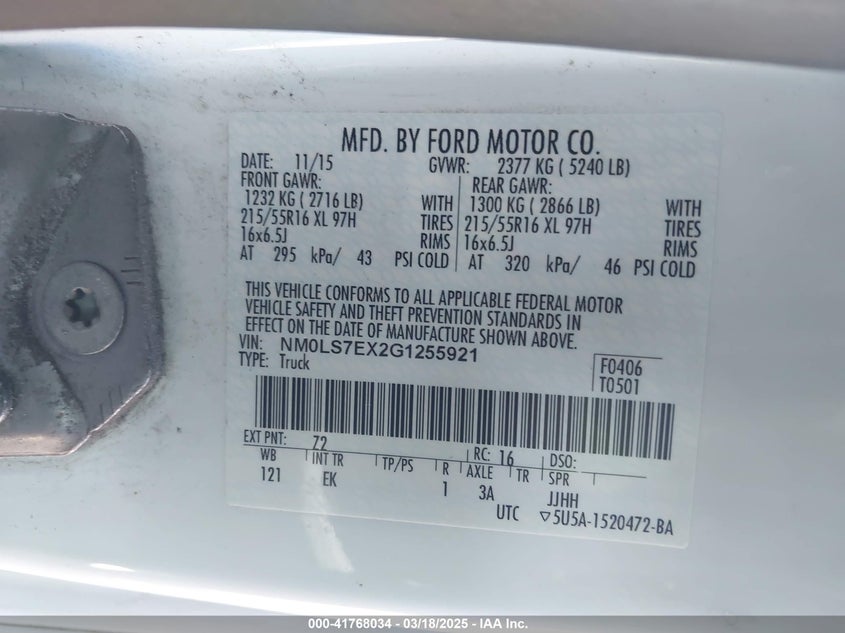 MFD. BY FORD MOTOR CO.
DATE: 11/15 GVWR: 2377 KG ( 5240 LB)
FRONT GAWR: REAR GAWR:
1232 KG ( 2716 LB) WITH 1300 KG ( 2866 LB) WITH
215/55R16 XL 97H TIRES 215/55R16 XL 97H TIRES
16x6.5J RIMS 16x6.5J RIMS
AT 295 kPa/ 43 PSI COLD AT 320 kPa/ 46 PSI COLD
THIS VEHICLE CONFORMS TO ALL APPLICABLE FEDERAL MOTOR
VEHICLE SAFETY AND THEFT PREVENTION STANDARDS IN
EFFECT ON THE DATE OF MANUFACTURE SHOWN ABOVE.
VIN: NM0LS7EX2G1255921
TYPE: Truck F0406
T0501
EXT PNT: Z2 RC: 16 DSO:
WB INT TR TP/PS R AXLE TR SPR
121 EK 1 3A JJHH
UTC ▽5U5A-1520472-BA
000-41768034 - 03/18/2025 - IAA Inc.